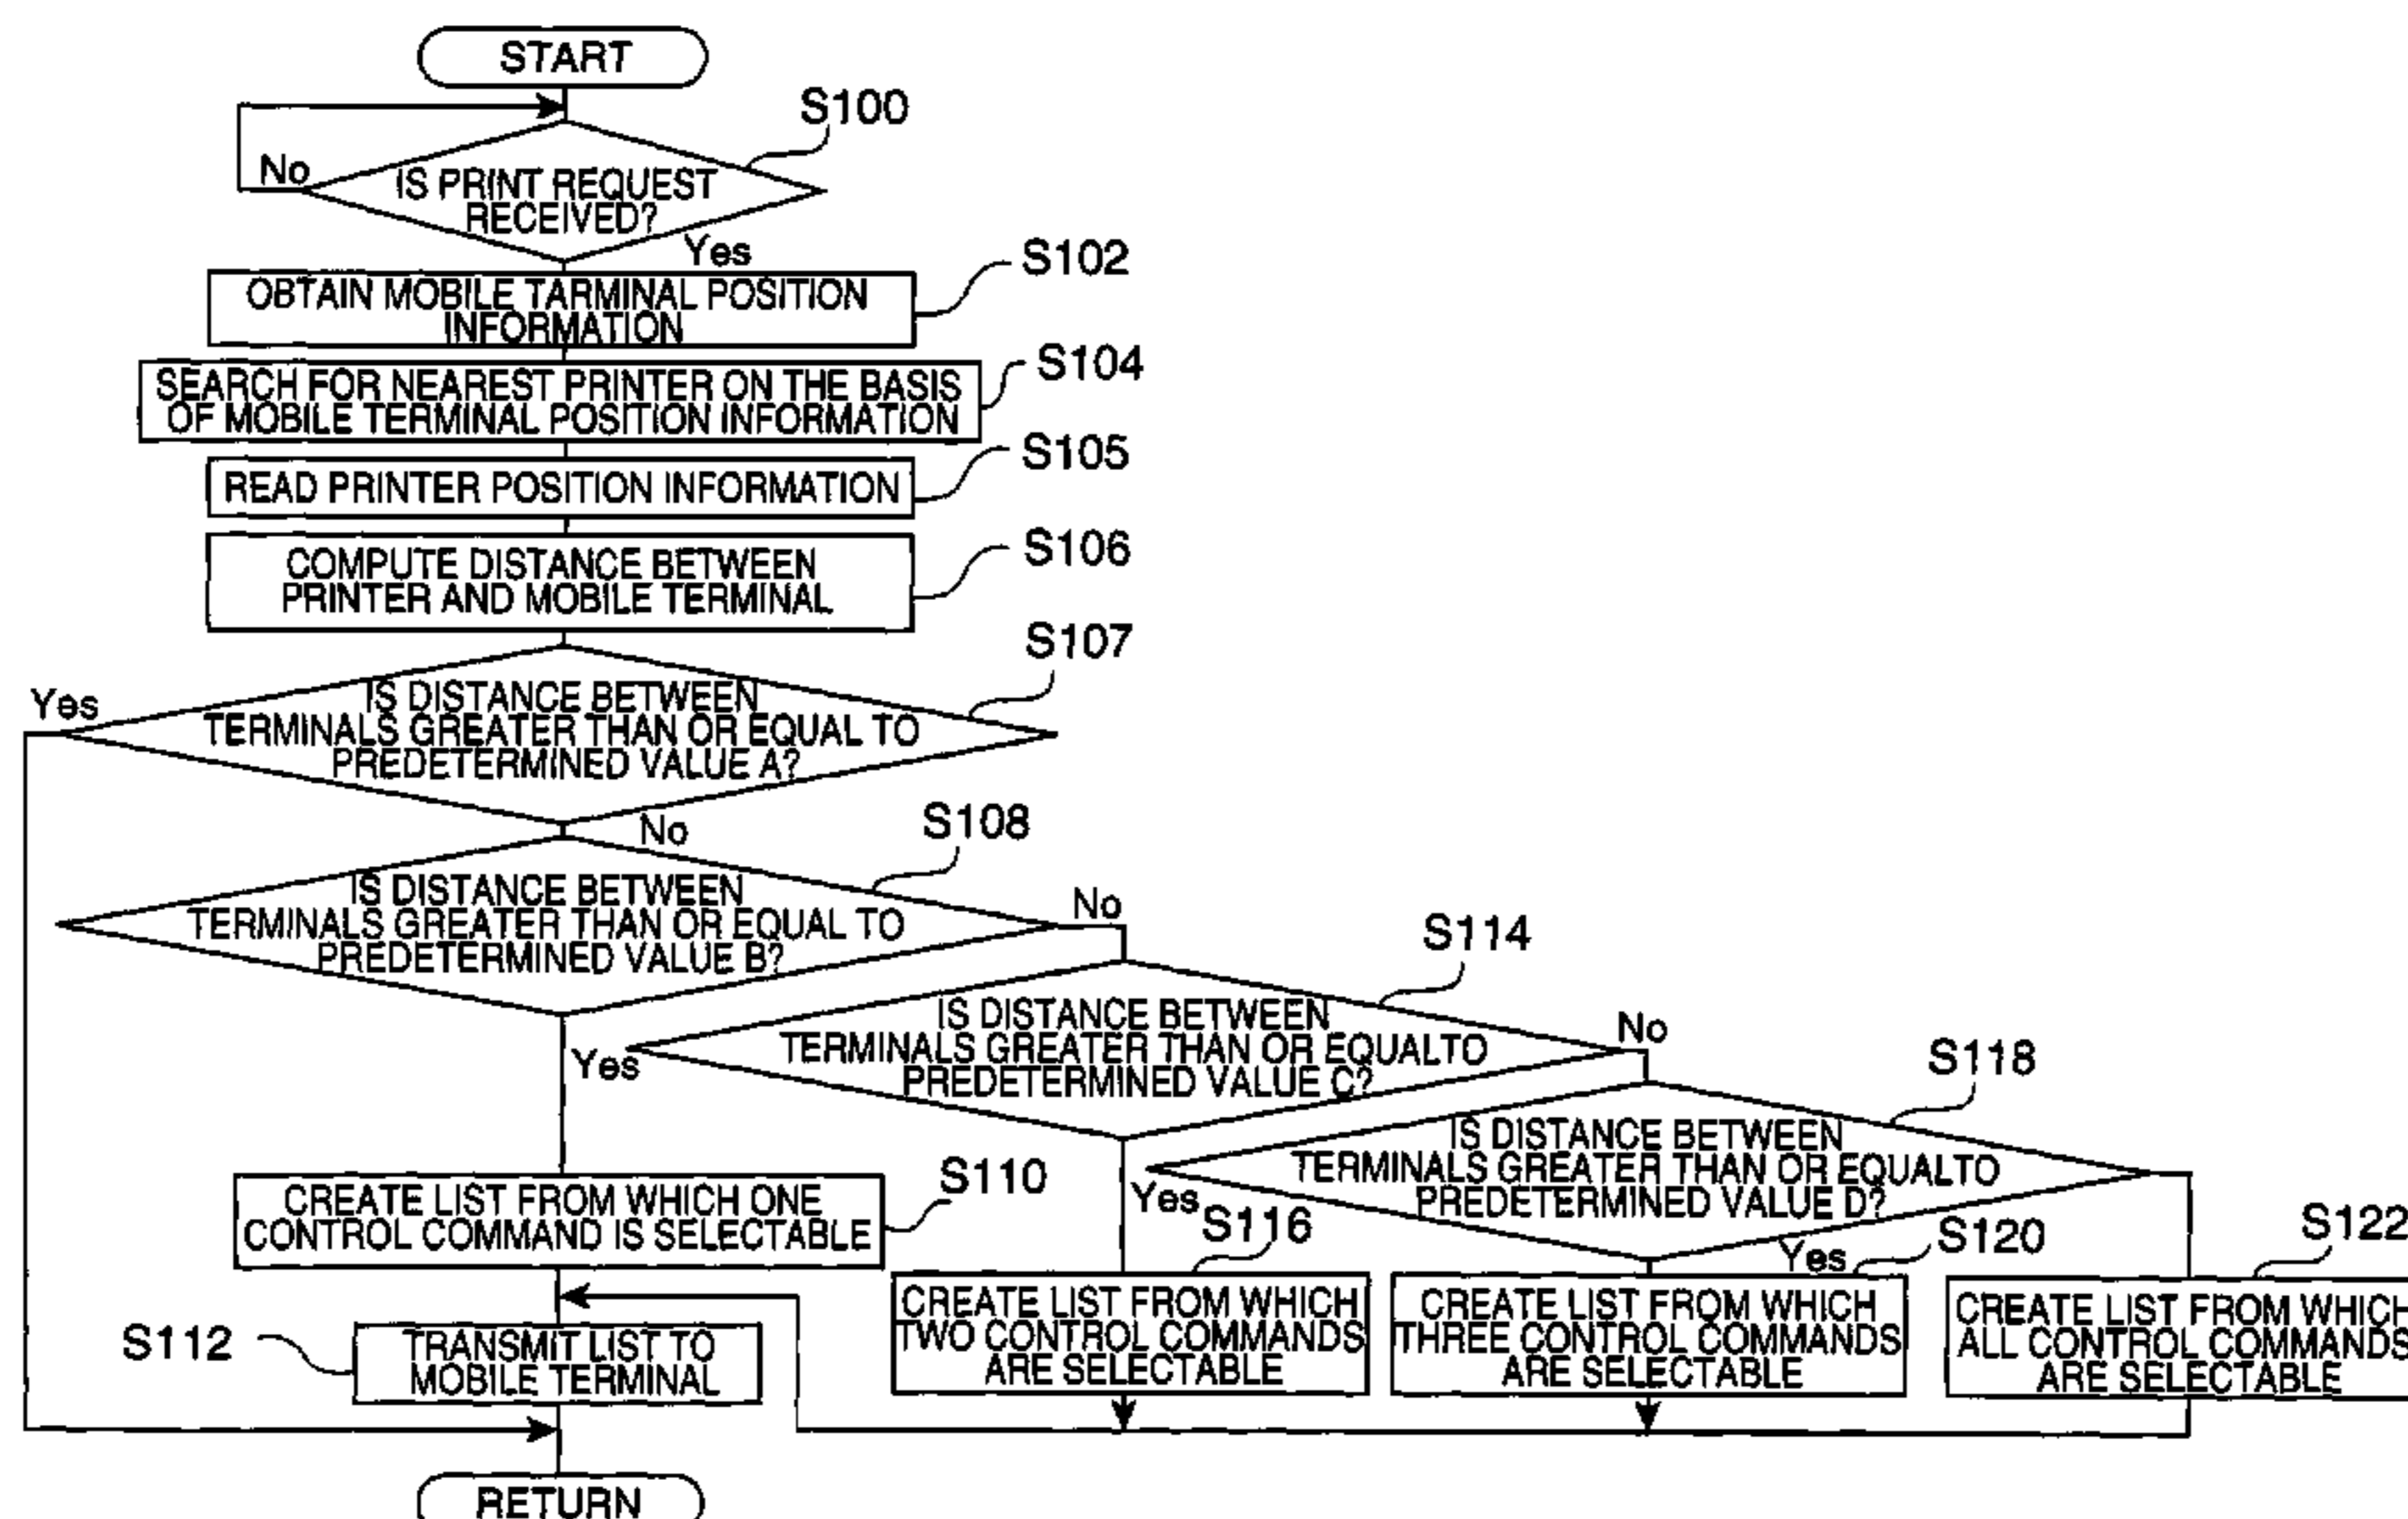 START
S100
No
IS PRINT REQUEST
RECEIVED?
Yes
S102
OBTAIN MOBILE TARMINAL POSITION
INFORMATION
S104
SEARCH FOR NEAREST PRINTER ON THE BASIS
OF MOBILE TERMINAL POSITION INFORMATION
S105
READ PRINTER POSITION INFORMATION
S106
COMPUTE DISTANCE BETWEEN
PRINTER AND MOBILE TERMINAL
S107
Yes
IS DISTANCE BETWEEN
TERMINALS GREATER THAN OR EQUAL TO
PREDETERMINED VALUE A?
No
S108
IS DISTANCE BETWEEN
TERMINALS GREATER THAN OR EQUAL TO
PREDETERMINED VALUE B?
No
Yes
S114
IS DISTANCE BETWEEN
TERMINALS GREATER THAN OR EQUALTO
PREDETERMINED VALUE C?
No
Yes
S118
IS DISTANCE BETWEEN
TERMINALS GREATER THAN OR EQUALTO
PREDETERMINED VALUE D?
Yes
S110
CREATE LIST FROM WHICH ONE
CONTROL COMMAND IS SELECTABLE
S116
CREATE LIST FROM WHICH
TWO CONTROL COMMANDS
ARE SELECTABLE
S120
CREATE LIST FROM WHICH
THREE CONTROL COMMANDS
ARE SELECTABLE
S122
CREATE LIST FROM WHICH
ALL CONTROL COMMANDS
ARE SELECTABLE
S112
TRANSMIT LIST TO
MOBILE TERMINAL
RETURN